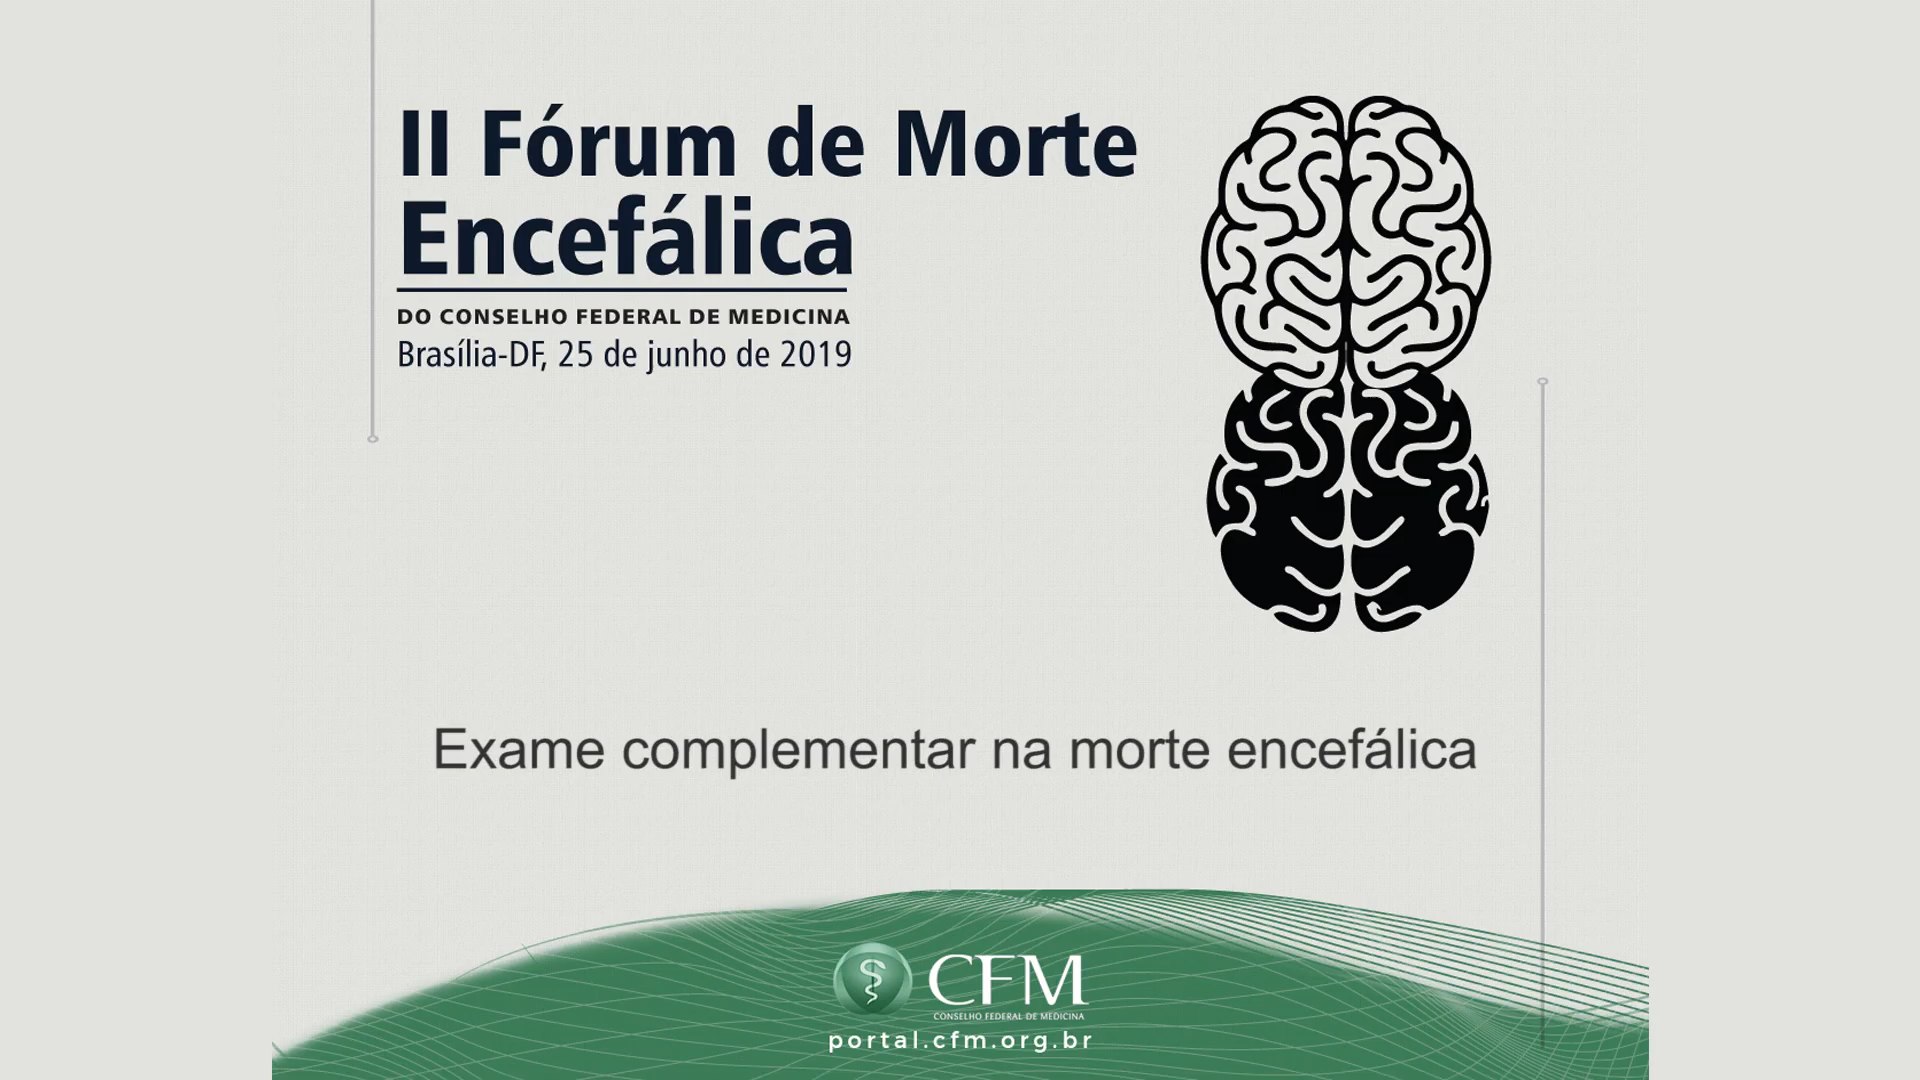 II Fórum de Morte
Encefálica
DO CONSELHO FEDERAL DE MEDICINA
Brasília-DF, 25 de junho de 2019
Exame complementar na morte encefálica
CFM
CONSELHO FEDERAL DE MEDICINA
portal.cfm.org.br